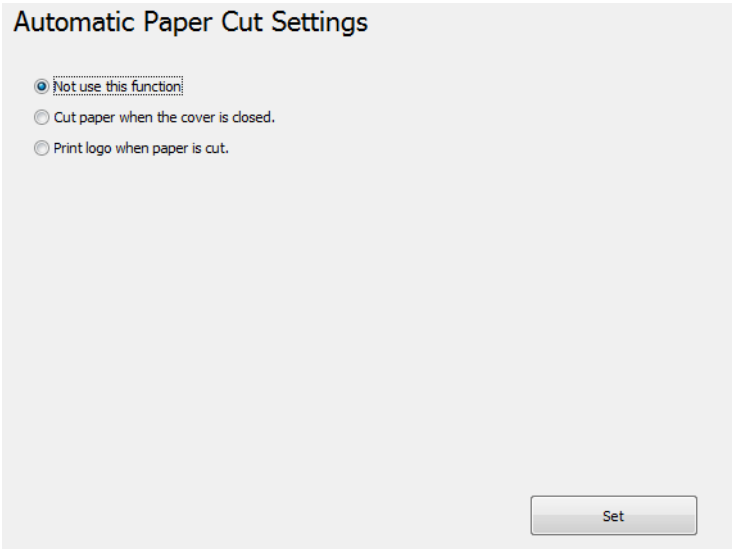 Automatic Paper Cut Settings
Not use this function
Cut paper when the cover is closed.
Print logo when paper is cut.
Set